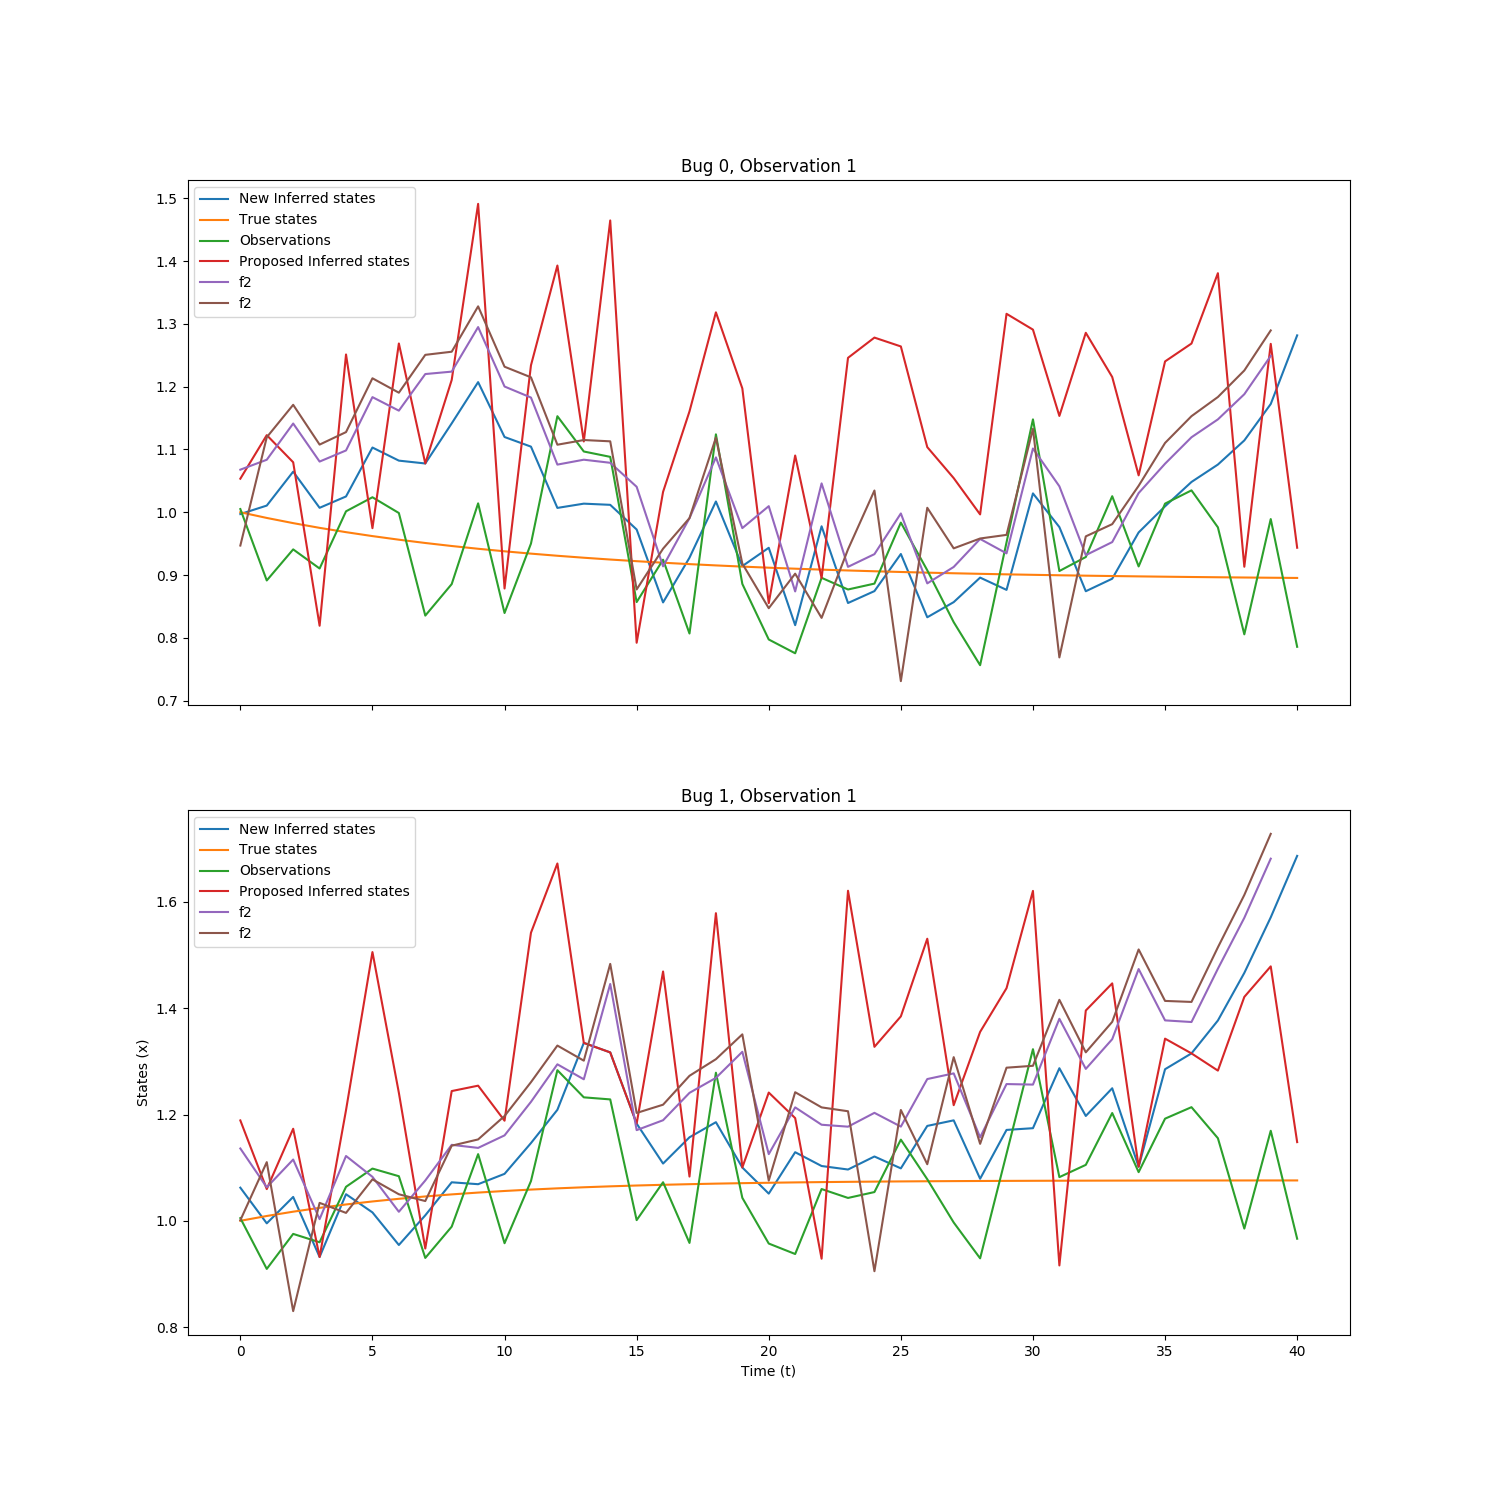 Bug 0, Observation 1
1.5
1.4
1.3
1.2
1.1
1.0
0.9
0.8
0.7
New Inferred states
True states
Observations
Proposed Inferred states
f2
f2
Bug 1, Observation 1
1.6
1.4
1.2
1.0
0.8
States (x)
New Inferred states
True states
Observations
Proposed Inferred states
f2
f2
0 5 10 15 20 25 30 35 40
Time (t)